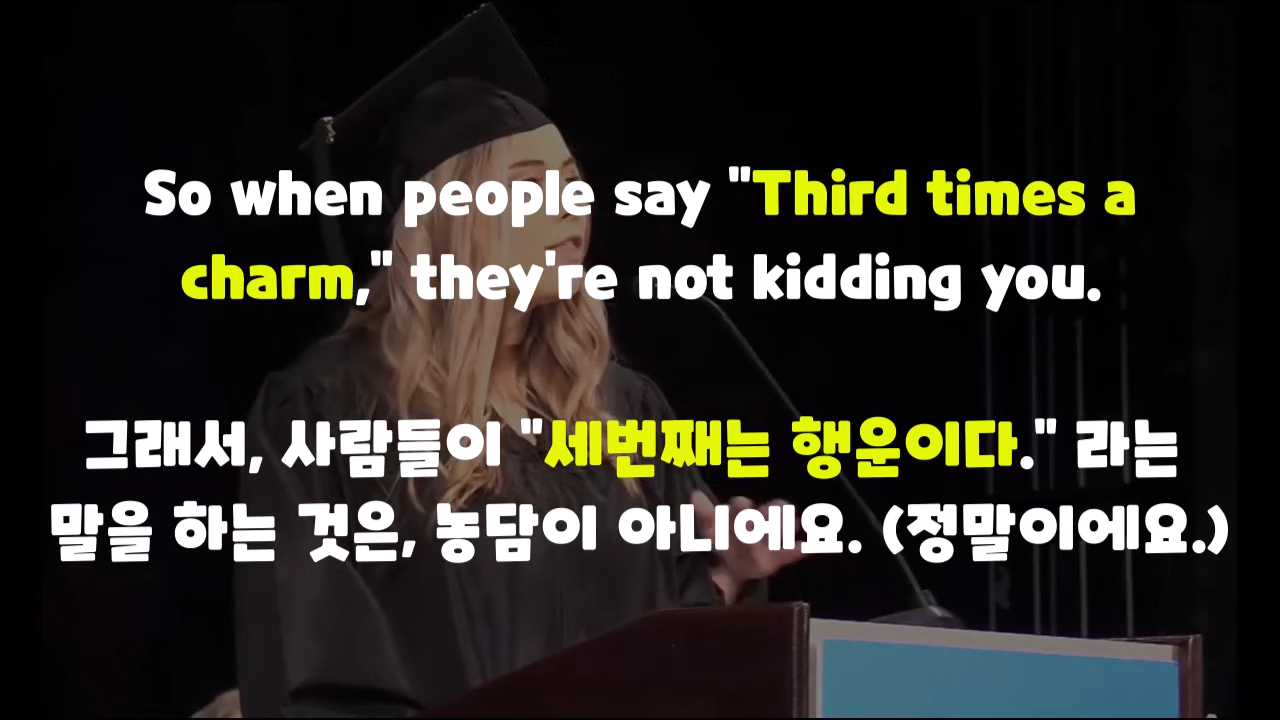 So when people say "Third times a
charm," they're not kidding you.
그래서, 사람들이 "세번째는 행운이다." 라는
말을 하는 것은, 농담이 아니에요. (정말이에요.)